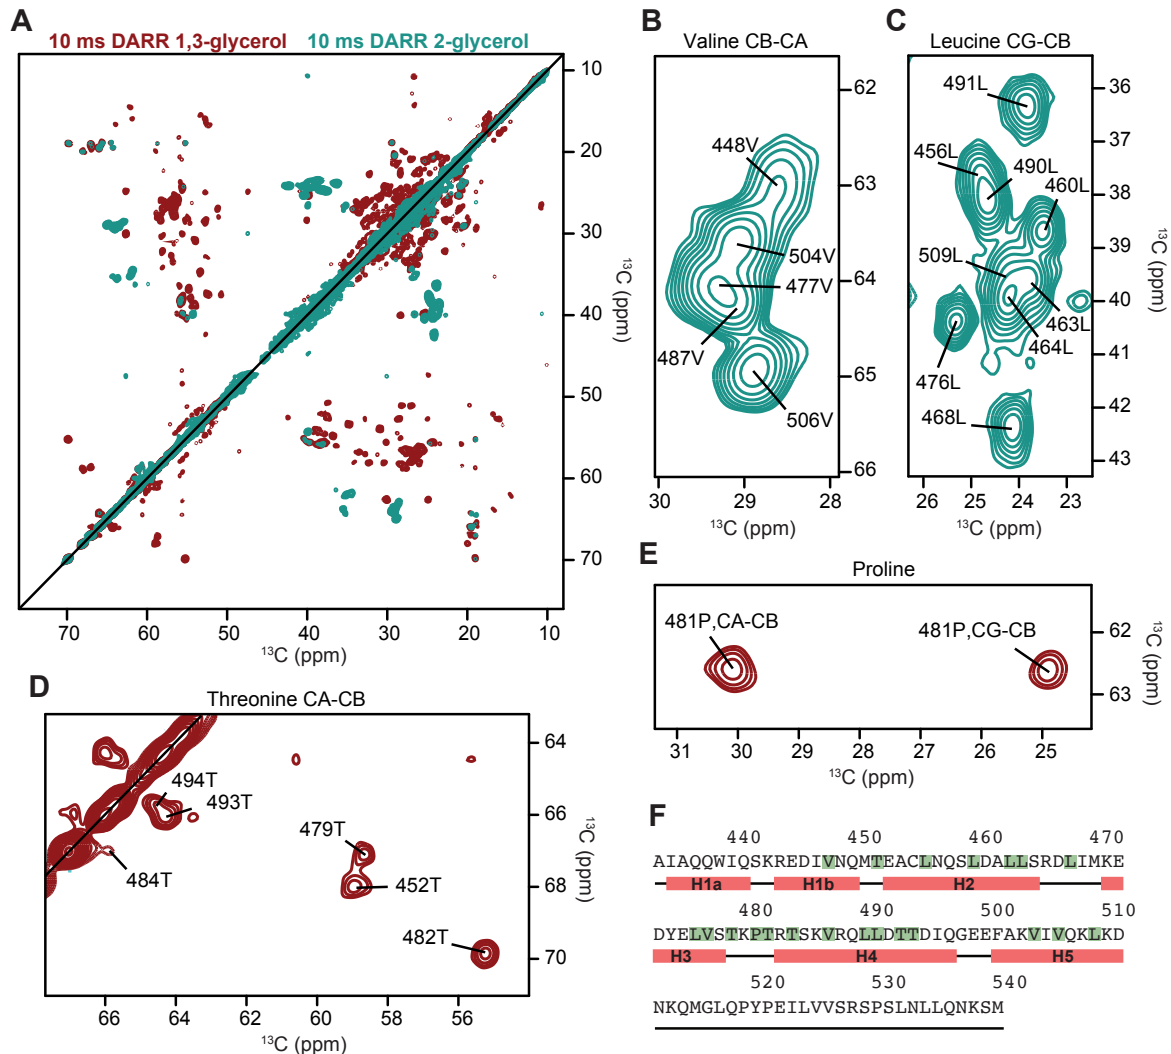 A
10 ms DARR 1,3-glycerol 10 ms DARR 2-glycerol
10
20
30
40
50
60
70
13C (ppm)
70 60 50 40 30 20 10
13C (ppm)
B
Valine CB-CA
62
63
64
65
66
448V
504V
477V
487V
506V
30 29 28
13C (ppm)
C
Leucine CG-CB
36
37
38
39
40
41
42
43
13C (ppm)
491L
456L
490L
460L
509L
463L
464L
476L
468L
26 25 24 23
13C (ppm)
D
Threonine CA-CB
64
66
68
70
13C (ppm)
494T
493T
484T
479T
452T
482T
66 64 62 60 58 56
13C (ppm)
E
Proline
481P,CA-CB
481P,CG-CB
62
63
13C (ppm)
31 30 29 28 27 26 25
13C (ppm)
F
440 450 460 470
AIAQQWIQSKREDIVNQMTEACLNQSLDALLSRDLIMKE
H1a H1b H2
480 490 500 510
DYELVSTKPTRTSKVRQLLDTTDIQGEEFAKVIVQKLKD
H3 H4 H5
520 530 540
NKQMGLQPYPEILVVSRSPSLNLLQNKSM